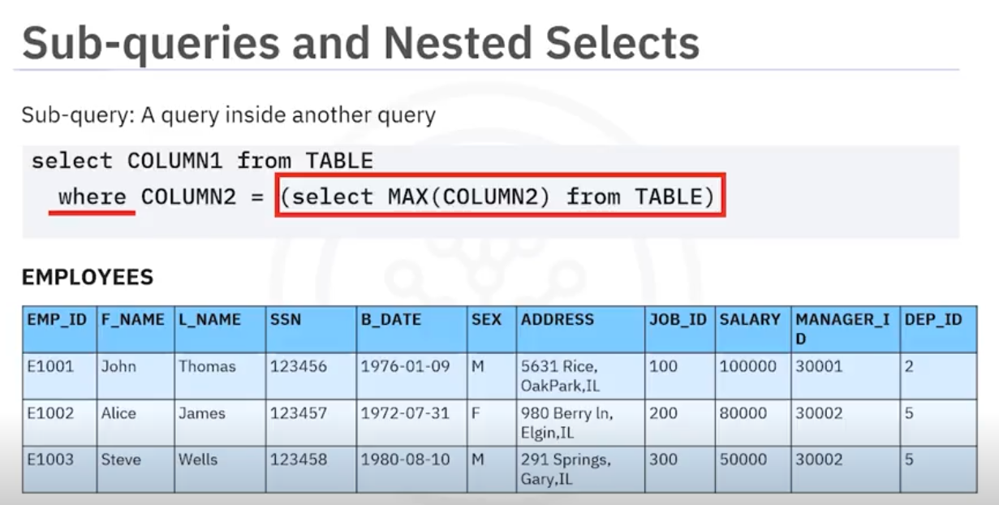 Sub-queries and Nested Selects
Sub-query: A query inside another query
select COLUMN1 from TABLE
where COLUMN2 = (select MAX(COLUMN2) from TABLE)
EMPLOYEES
EMP_ID F_NAME L_NAME SSN B_DATE SEX ADDRESS JOB_ID SALARY MANAGER_I DEP_ID
D
E1001 John Thomas 123456 1976-01-09 M 5631 Rice, 100 100000 30001 2
OakPark,IL
E1002 Alice James 123457 1972-07-31 F 980 Berry ln, 200 80000 30002 5
Elgin,IL
E1003 Steve Wells 123458 1980-08-10 M 291 Springs, 300 50000 30002 5
Gary,IL